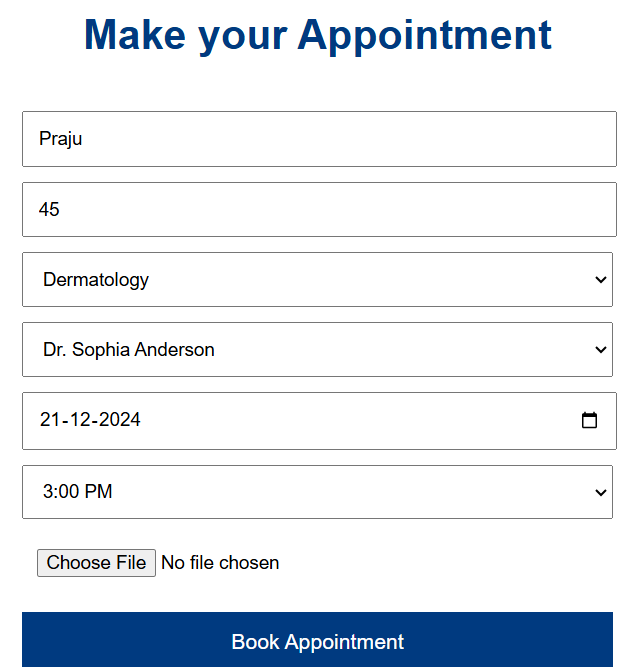 Make your Appointment
Praju
45
Dermatology
Dr. Sophia Anderson
21-12-2024
3:00 PM
Choose File No file chosen
Book Appointment